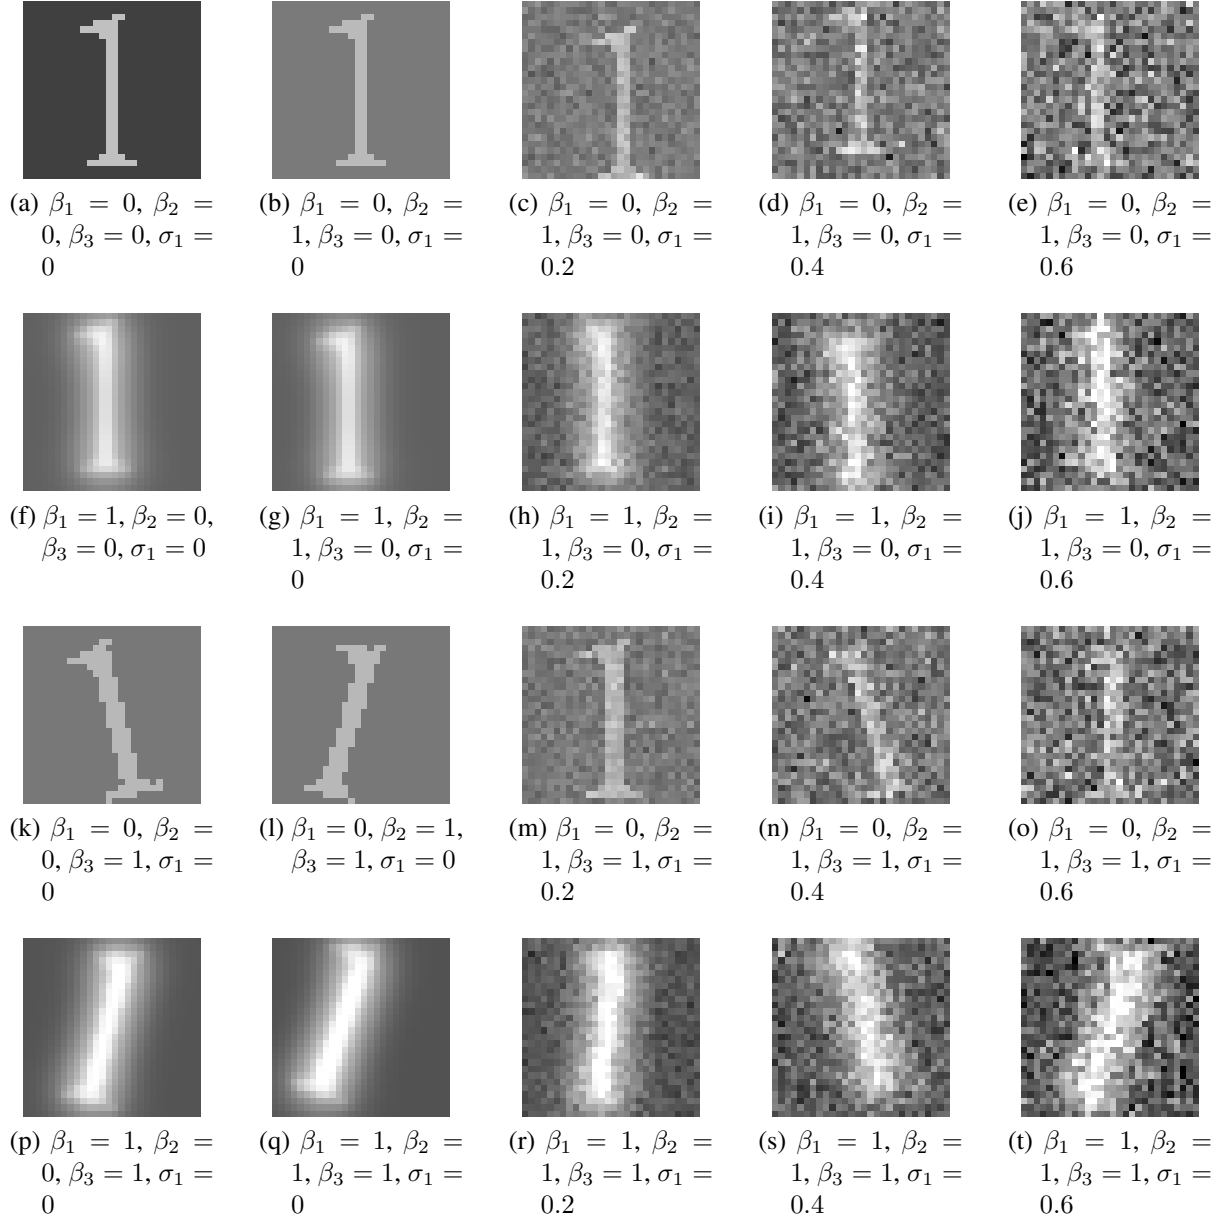 (a) β₁ = 0, β₂ =
0, β₃ = 0, σ₁ =
0
(b) β₁ = 0, β₂ =
1, β₃ = 0, σ₁ =
0
(c) β₁ = 0, β₂ =
1, β₃ = 0, σ₁ =
0.2
(d) β₁ = 0, β₂ =
1, β₃ = 0, σ₁ =
0.4
(e) β₁ = 0, β₂ =
1, β₃ = 0, σ₁ =
0.6
(f) β₁ = 1, β₂ = 0,
β₃ = 0, σ₁ = 0
(g) β₁ = 1, β₂ =
1, β₃ = 0, σ₁ =
0
(h) β₁ = 1, β₂ =
1, β₃ = 0, σ₁ =
0.2
(i) β₁ = 1, β₂ =
1, β₃ = 0, σ₁ =
0.4
(j) β₁ = 1, β₂ =
1, β₃ = 0, σ₁ =
0.6
(k) β₁ = 0, β₂ =
0, β₃ = 1, σ₁ =
0
(l) β₁ = 0, β₂ = 1,
β₃ = 1, σ₁ = 0
(m) β₁ = 0, β₂ =
1, β₃ = 1, σ₁ =
0.2
(n) β₁ = 0, β₂ =
1, β₃ = 1, σ₁ =
0.4
(o) β₁ = 0, β₂ =
1, β₃ = 1, σ₁ =
0.6
(p) β₁ = 1, β₂ =
0, β₃ = 1, σ₁ =
0
(q) β₁ = 1, β₂ =
1, β₃ = 1, σ₁ =
0
(r) β₁ = 1, β₂ =
1, β₃ = 1, σ₁ =
0.2
(s) β₁ = 1, β₂ =
1, β₃ = 1, σ₁ =
0.4
(t) β₁ = 1, β₂ =
1, β₃ = 1, σ₁ =
0.6